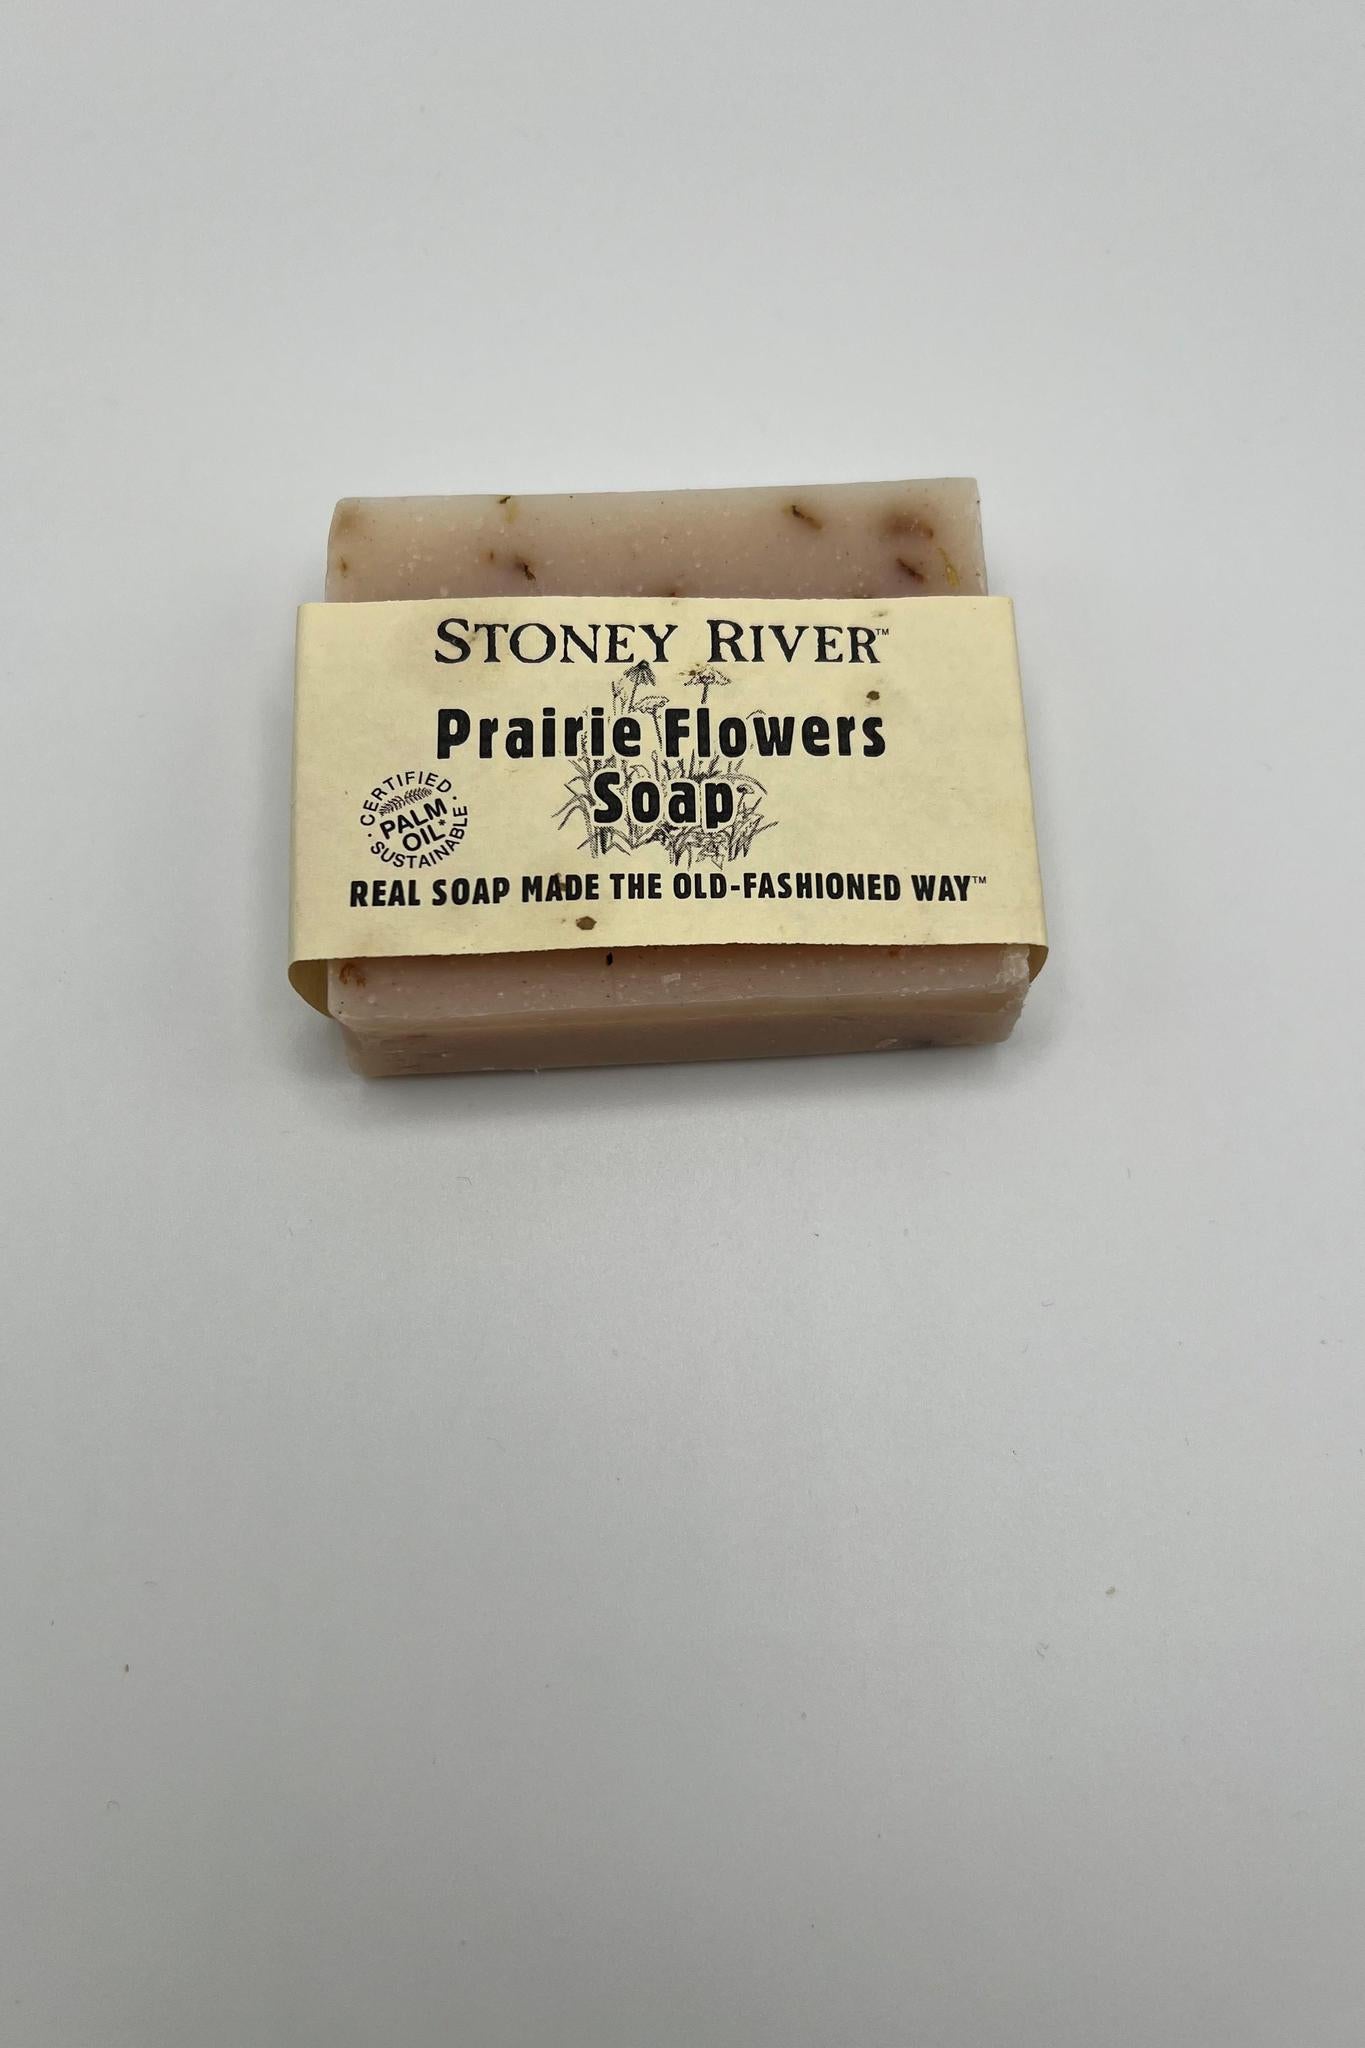 STONEY RIVER™
Prairie Flowers
Soap
CERTIFIED
PALM
OIL*
SUSTAINABLE
REAL SOAP MADE THE OLD-FASHIONED WAY™